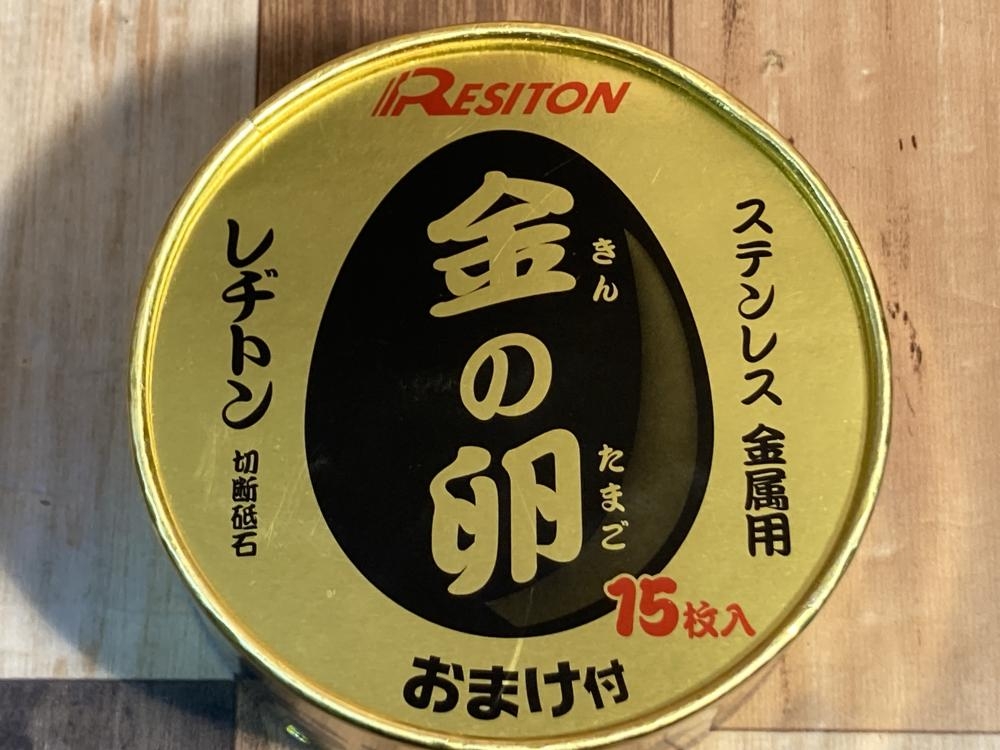 RESITON
ステンレス 金属用
金の卵
きん
たまご
レヂトン 切断砥石
15枚入
おまけ付